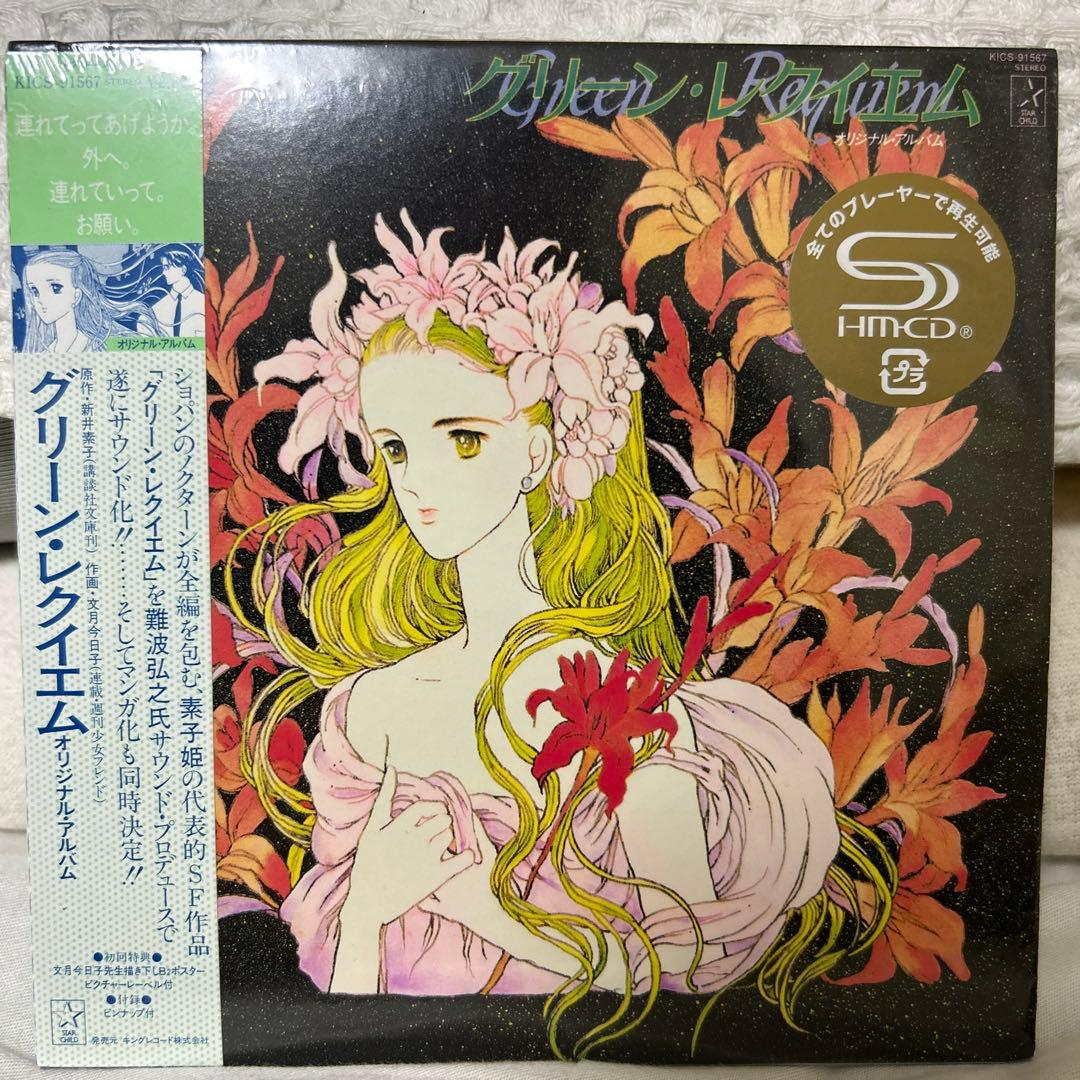 KICS-91567 STEREO
連れてってあげようか。
外へ。
連れていって。
お願い。
オリジナル・アルバム
ショパンのノクターンが全編を包む、素子姫の代表的SF作品
「グリーン・レクイエム」を難波弘之氏サウンド・プロデュースで
遂にサウンド化!!……そしてマンガ化も同時決定!!
原作・新井素子(講談社文庫刊) 作画・文月今日子(連載・週刊少女フレンド)
グリーン・レクイエム オリジナル・アルバム
●初回特典●
文月今日子先生描き下しB2ポスター
ピクチャーレーベル付
●付録●
ピンナップ付
STAR
CHILD
発売元 キングレコード株式会社
Green Requiem
グリーン・レクイエム
オリジナル・アルバム
KICS-91567
STEREO
STAR
CHILD
全てのプレーヤーで再生可能
SHM-CD®
プラ